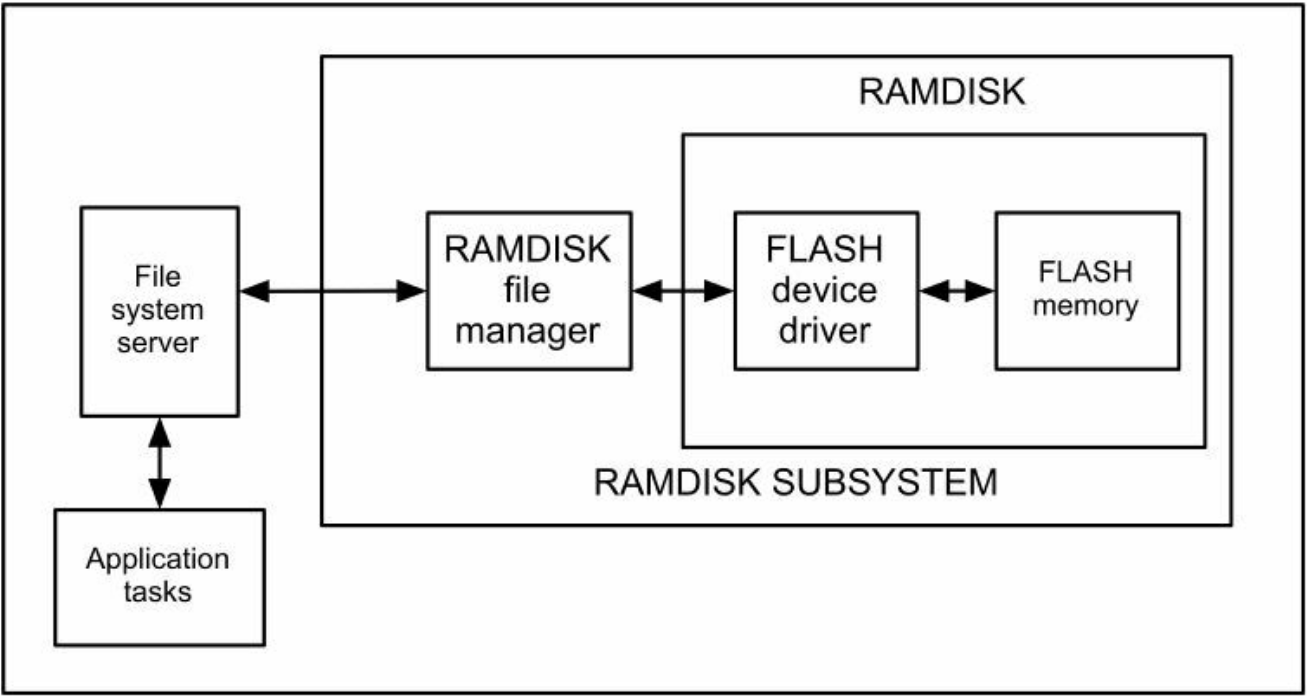 RAMDISK
File
system
server
RAMDISK
file
manager
FLASH
device
driver
FLASH
memory
RAMDISK SUBSYSTEM
Application
tasks